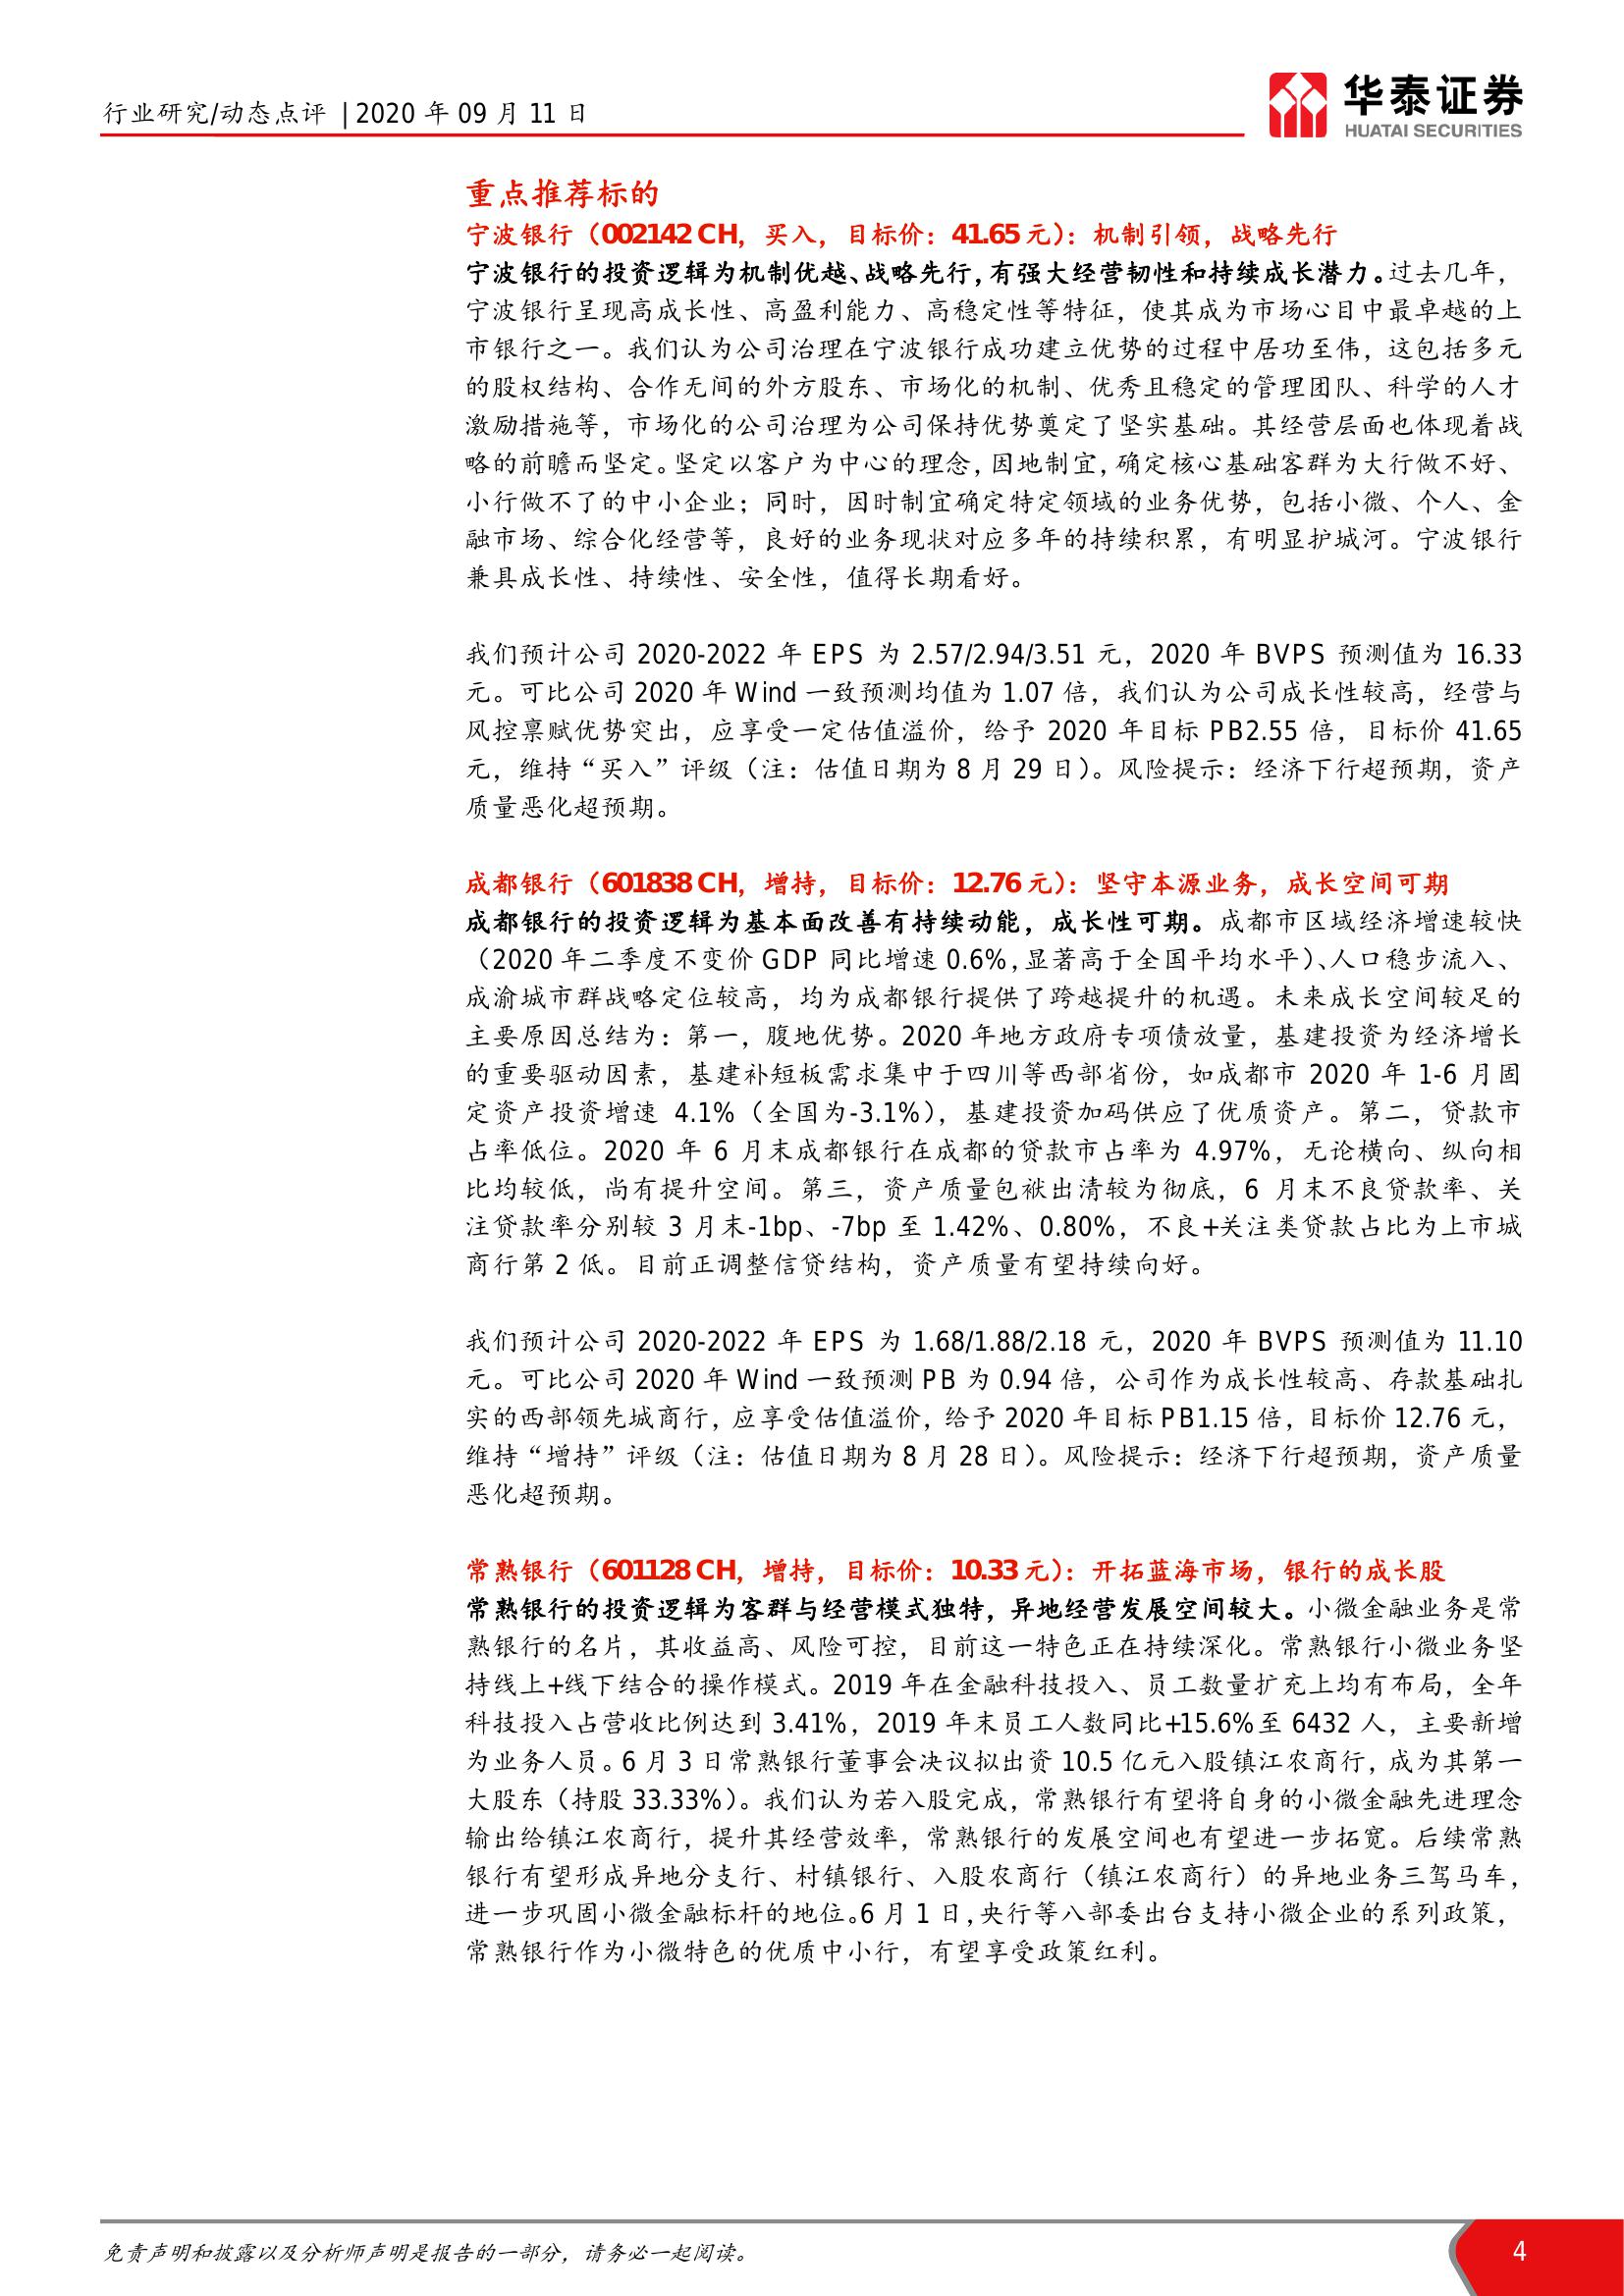 行业研究/动态点评 | 2020 年 09 月 11 日
华泰证券
HUATAI SECURITIES
重点推荐标的
宁波银行（002142 CH，买入，目标价：41.65 元）：机制引领，战略先行
宁波银行的投资逻辑为机制优越、战略先行，有强大经营韧性和持续成长潜力。过去几年，
宁波银行呈现高成长性、高盈利能力、高稳定性等特征，使其成为市场心目中最卓越的上
市银行之一。我们认为公司治理在宁波银行成功建立优势的过程中居功至伟，这包括多元
的股权结构、合作无间的外方股东、市场化的机制、优秀且稳定的管理团队、科学的人才
激励措施等，市场化的公司治理为公司保持优势奠定了坚实基础。其经营层面也体现着战
略的前瞻而坚定。坚定以客户为中心的理念，因地制宜，确定核心基础客群为大行做不好、
小行做不了的中小企业；同时，因时制宜确定特定领域的业务优势，包括小微、个人、金
融市场、综合化经营等，良好的业务现状对应多年的持续积累，有明显护城河。宁波银行
兼具成长性、持续性、安全性，值得长期看好。
我们预计公司 2020-2022 年 EPS 为 2.57/2.94/3.51 元，2020 年 BVPS 预测值为 16.33
元。可比公司 2020 年 Wind 一致预测均值为 1.07 倍，我们认为公司成长性较高，经营与
风控禀赋优势突出，应享受一定估值溢价，给予 2020 年目标 PB2.55 倍，目标价 41.65
元，维持“买入”评级（注：估值日期为 8 月 29 日）。风险提示：经济下行超预期，资产
质量恶化超预期。
成都银行（601838 CH，增持，目标价：12.76 元）：坚守本源业务，成长空间可期
成都银行的投资逻辑为基本面改善有持续动能，成长性可期。成都市区域经济增速较快
（2020 年二季度不变价 GDP 同比增速 0.6%，显著高于全国平均水平）、人口稳步流入、
成渝城市群战略定位较高，均为成都银行提供了跨越提升的机遇。未来成长空间较足的
主要原因总结为：第一，腹地优势。2020 年地方政府专项债放量，基建投资为经济增长
的重要驱动因素，基建补短板需求集中于四川等西部省份，如成都市 2020 年 1-6 月固
定资产投资增速 4.1%（全国为-3.1%），基建投资加码供应了优质资产。第二，贷款市
占率低位。2020 年 6 月末成都银行在成都的贷款市占率为 4.97%，无论横向、纵向相
比均较低，尚有提升空间。第三，资产质量包袱出清较为彻底，6 月末不良贷款率、关
注贷款率分别较 3 月末-1bp、-7bp 至 1.42%、0.80%，不良+关注类贷款占比为上市城
商行第 2 低。目前正调整信贷结构，资产质量有望持续向好。
我们预计公司 2020-2022 年 EPS 为 1.68/1.88/2.18 元，2020 年 BVPS 预测值为 11.10
元。可比公司 2020 年 Wind 一致预测 PB 为 0.94 倍，公司作为成长性较高、存款基础扎
实的西部领先城商行，应享受估值溢价，给予 2020 年目标 PB1.15 倍，目标价 12.76 元，
维持“增持”评级（注：估值日期为 8 月 28 日）。风险提示：经济下行超预期，资产质量
恶化超预期。
常熟银行（601128 CH，增持，目标价：10.33 元）：开拓蓝海市场，银行的成长股
常熟银行的投资逻辑为客群与经营模式独特，异地经营发展空间较大。小微金融业务是常
熟银行的名片，其收益高、风险可控，目前这一特色正在持续深化。常熟银行小微业务坚
持线上+线下结合的操作模式。2019 年在金融科技投入、员工数量扩充上均有布局，全年
科技投入占营收比例达到 3.41%，2019 年末员工人数同比+15.6%至 6432 人，主要新增
为业务人员。6 月 3 日常熟银行董事会决议拟出资 10.5 亿元入股镇江农商行，成为其第一
大股东（持股 33.33%）。我们认为若入股完成，常熟银行有望将自身的小微金融先进理念
输出给镇江农商行，提升其经营效率，常熟银行的发展空间也有望进一步拓宽。后续常熟
银行有望形成异地分支行、村镇银行、入股农商行（镇江农商行）的异地业务三驾马车，
进一步巩固小微金融标杆的地位。6 月 1 日，央行等八部委出台支持小微企业的系列政策，
常熟银行作为小微特色的优质中小行，有望享受政策红利。
免责声明和披露以及分析师声明是报告的一部分，请务必一起阅读。
4